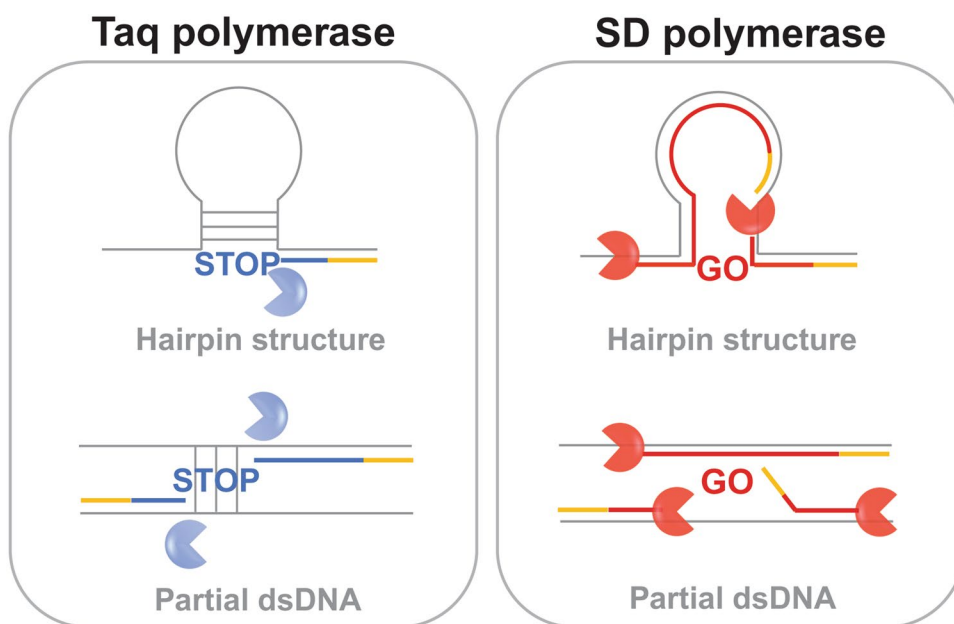 Taq polymerase
STOP
Hairpin structure
STOP
Partial dsDNA
SD polymerase
GO
Hairpin structure
GO
Partial dsDNA